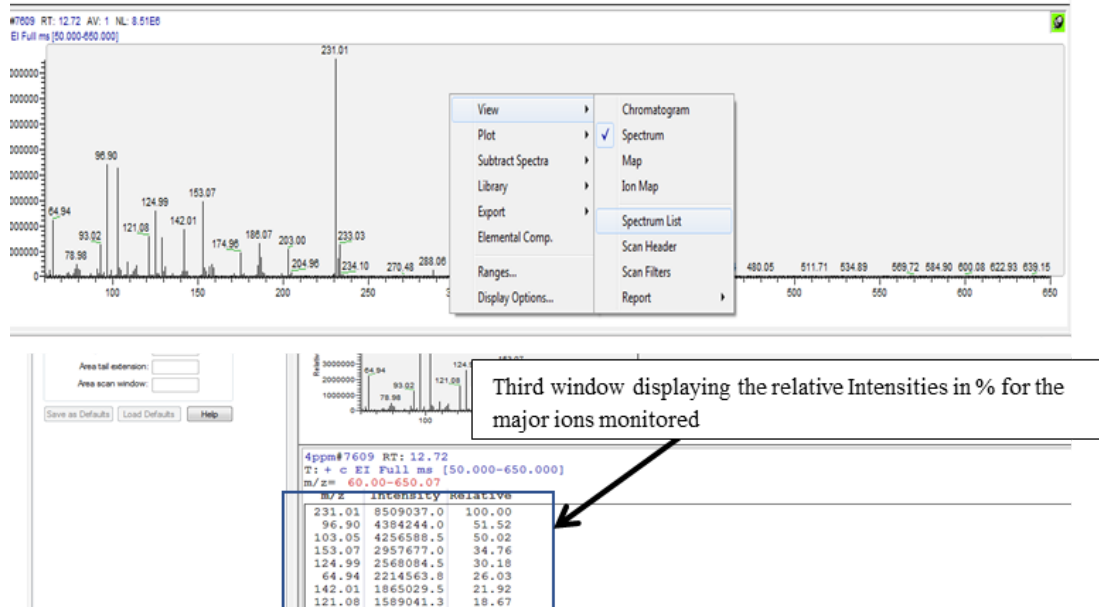 #7609 RT: 12.72 AV: 1 NL: 8.51E6
EI Full ms [50.000-650.000]
231.01
96.90
153.07
124.99
64.94
142.01
121.08
186.07
93.02
174.96
203.00
233.03
78.98
204.96
234.10
270.48
288.06
480.05
511.71
534.89
569.72
584.90
600.08
622.93
639.15
100
150
200
250
500
550
600
650
View
Plot
Subtract Spectra
Library
Export
Elemental Comp.
Ranges...
Display Options...
Chromatogram
Spectrum
Map
Ion Map
Spectrum List
Scan Header
Scan Filters
Report
Area tail extension:
Area scan window:
Save as Defaults
Load Defaults
Help
3000000
2000000
1000000
0
64.94
93.02
78.98
121.08
100
Third window displaying the relative Intensities in % for the
major ions monitored
4ppm#7609 RT: 12.72
T: + c EI Full ms [50.000-650.000]
m/z= 60.00-650.07
m/z Intensity Relative
231.01 8509037.0 100.00
96.90 4384244.0 51.52
103.05 4256588.5 50.02
153.07 2957677.0 34.76
124.99 2568084.5 30.18
64.94 2214563.8 26.03
142.01 1865029.5 21.92
121.08 1589041.3 18.67